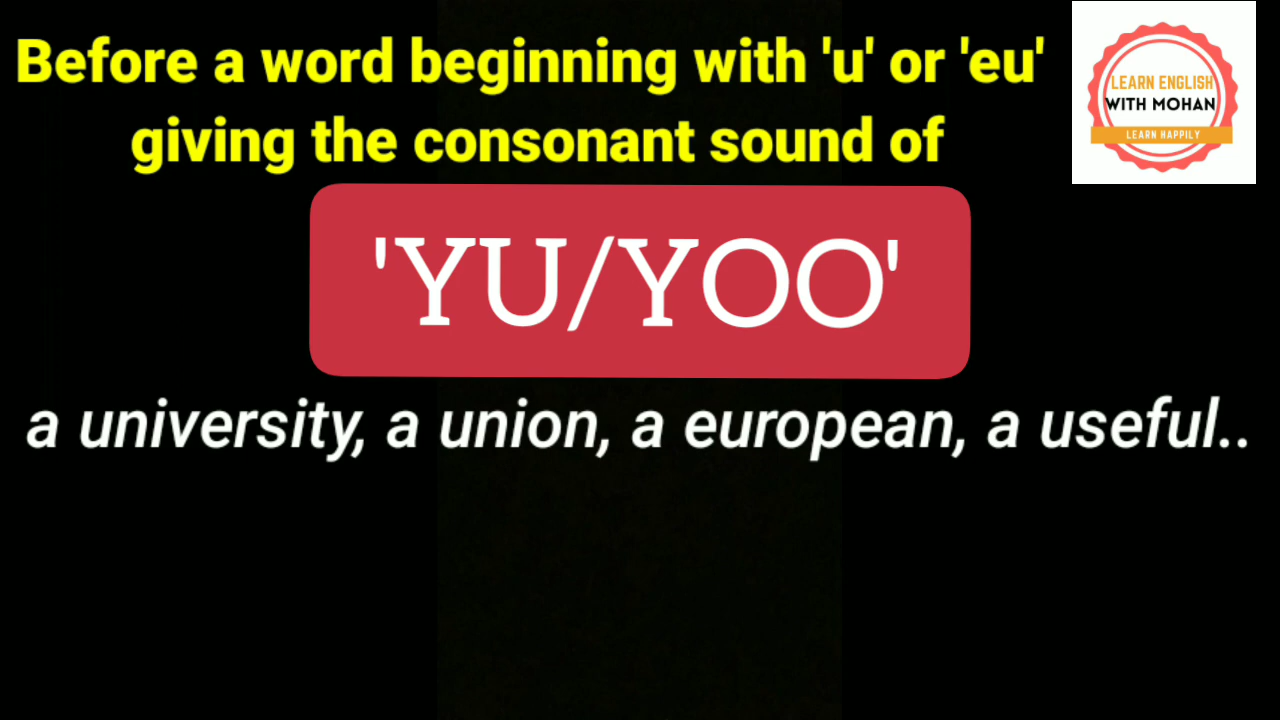 Before a word beginning with 'u' or 'eu'
giving the consonant sound of
'YU/YOO'
a university, a union, a european, a useful..
LEARN ENGLISH
WITH MOHAN
LEARN HAPPILY